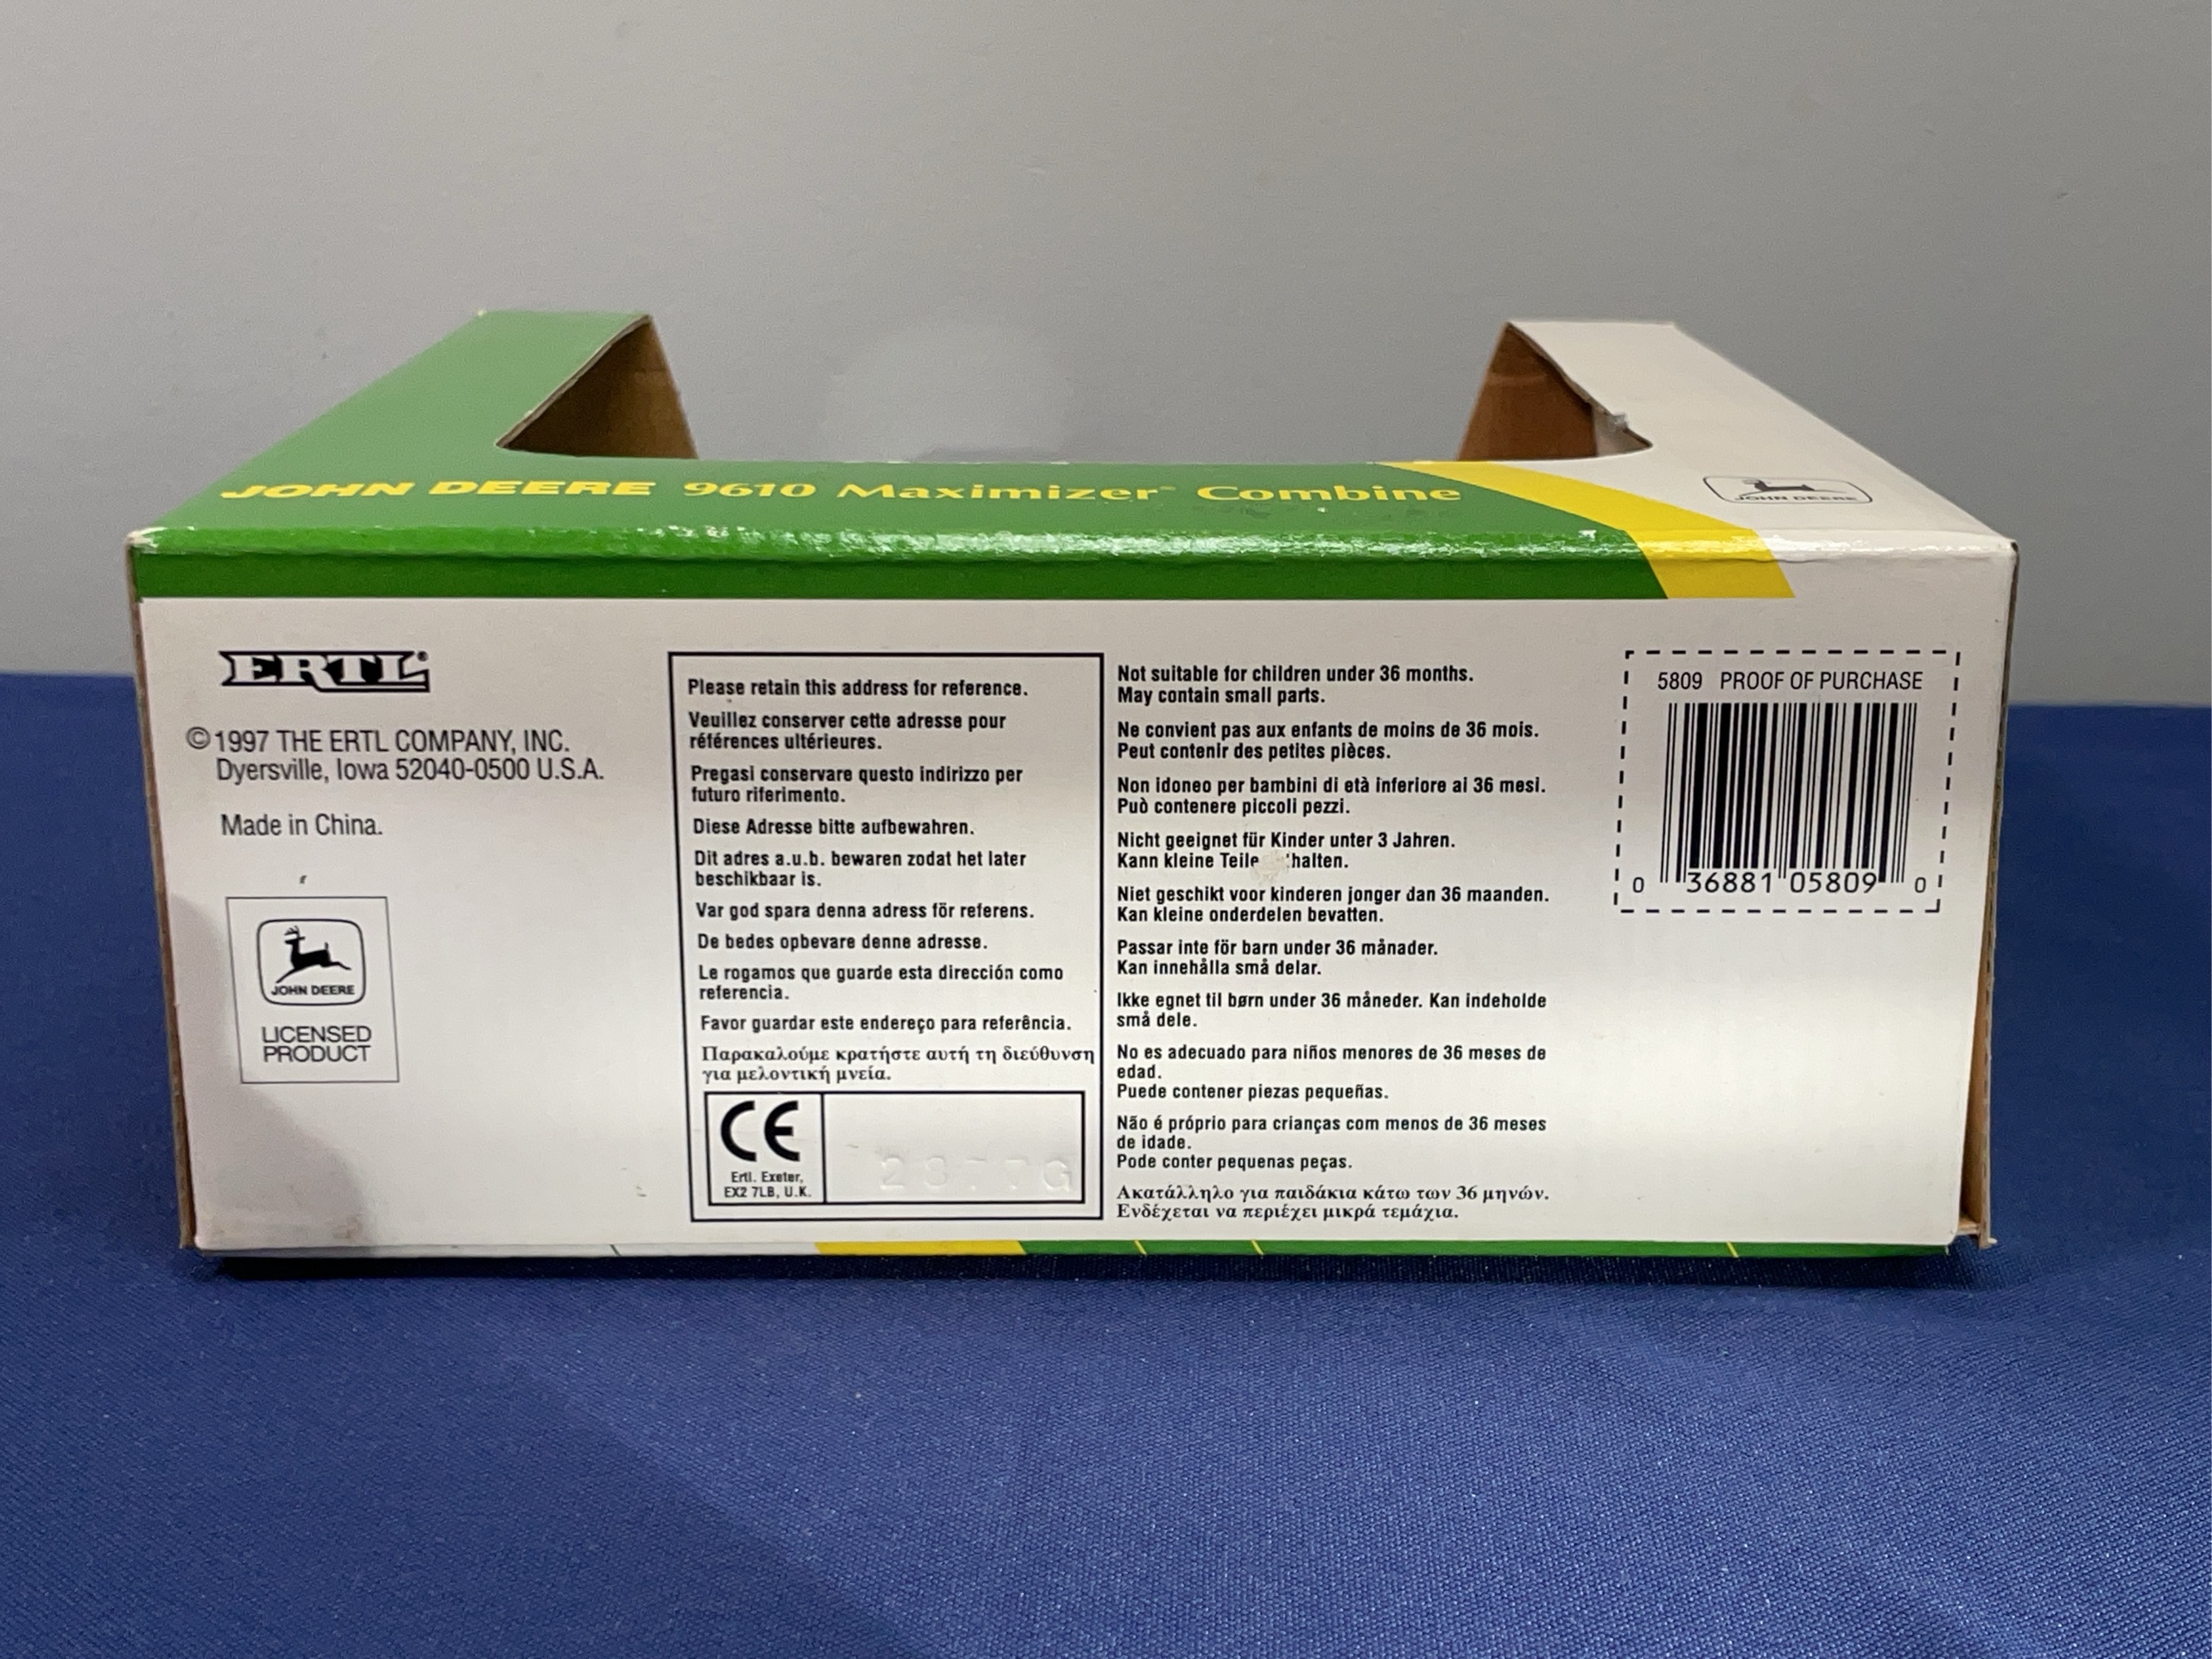 JOHN DEERE 9610 Maximizer Combine
JOHN DEERE
ERTL®
©1997 THE ERTL COMPANY, INC.
Dyersville, Iowa 52040-0500 U.S.A.
Made in China.
JOHN DEERE
LICENSED
PRODUCT
Please retain this address for reference.
Veuillez conserver cette adresse pour
références ultérieures.
Pregasi conservare questo indirizzo per
futuro riferimento.
Diese Adresse bitte aufbewahren.
Dit adres a.u.b. bewaren zodat het later
beschikbaar is.
Var god spara denna adress för referens.
De bedes opbevare denne adresse.
Le rogamos que guarde esta dirección como
referencia.
Favor guardar este endereço para referência.
Παρακαλούμε κρατήστε αυτή τη διεύθυνση
για μελοντική μνεία.
CE
Ertl. Exeter,
EX2 7LB, U.K.
Not suitable for children under 36 months.
May contain small parts.
Ne convient pas aux enfants de moins de 36 mois.
Peut contenir des petites pièces.
Non idoneo per bambini di età inferiore ai 36 mesi.
Può contenere piccoli pezzi.
Nicht geeignet für Kinder unter 3 Jahren.
Kann kleine Teile halten.
Niet geschikt voor kinderen jonger dan 36 maanden.
Kan kleine onderdelen bevatten.
Passar inte för barn under 36 månader.
Kan innehålla små delar.
Ikke egnet til børn under 36 måneder. Kan indeholde
små dele.
No es adecuado para niños menores de 36 meses de
edad.
Puede contener piezas pequeñas.
Não é próprio para crianças com menos de 36 meses
de idade.
Pode conter pequenas peças.
Ακατάλληλο για παιδάκια κάτω των 36 μηνών.
Ενδέχεται να περιέχει μικρά τεμάχια.
5809 PROOF OF PURCHASE
0 36881 05809 0